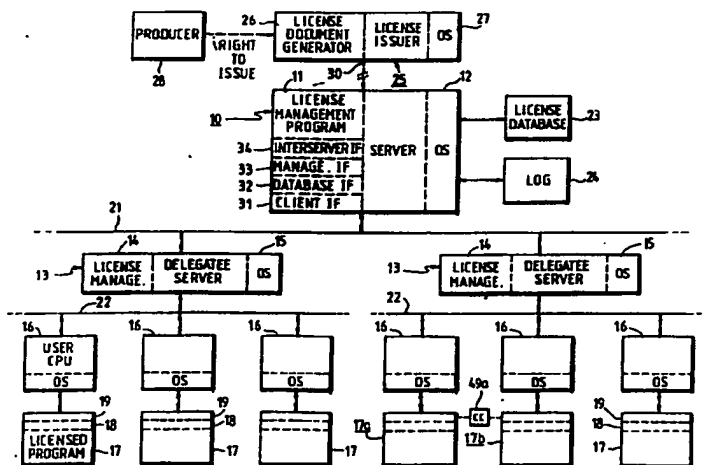 26
LICENSE
DOCUMENT
GENERATOR
LICENSE
ISSUER
OS
27
PRODUCER
28
RIGHT
TO
ISSUE
30
25
11
12
10
LICENSE
MANAGEMENT
PROGRAM
SERVER
OS
34
INTERSERVER IF
33
MANAGE. IF
32
DATABASE IF
31
CLIENT IF
LICENSE
DATABASE
23
LOG
24
21
14
15
13
LICENSE
MANAGE.
DELEGATEE
SERVER
OS
14
15
13
LICENSE
MANAGE.
DELEGATEE
SERVER
OS
22
22
16
USER
CPU
OS
16
OS
16
OS
16
OS
16
OS
16
OS
19
18
LICENSED
PROGRAM
17
19
18
17
17
17a
49a
CC
17b
19
18
17